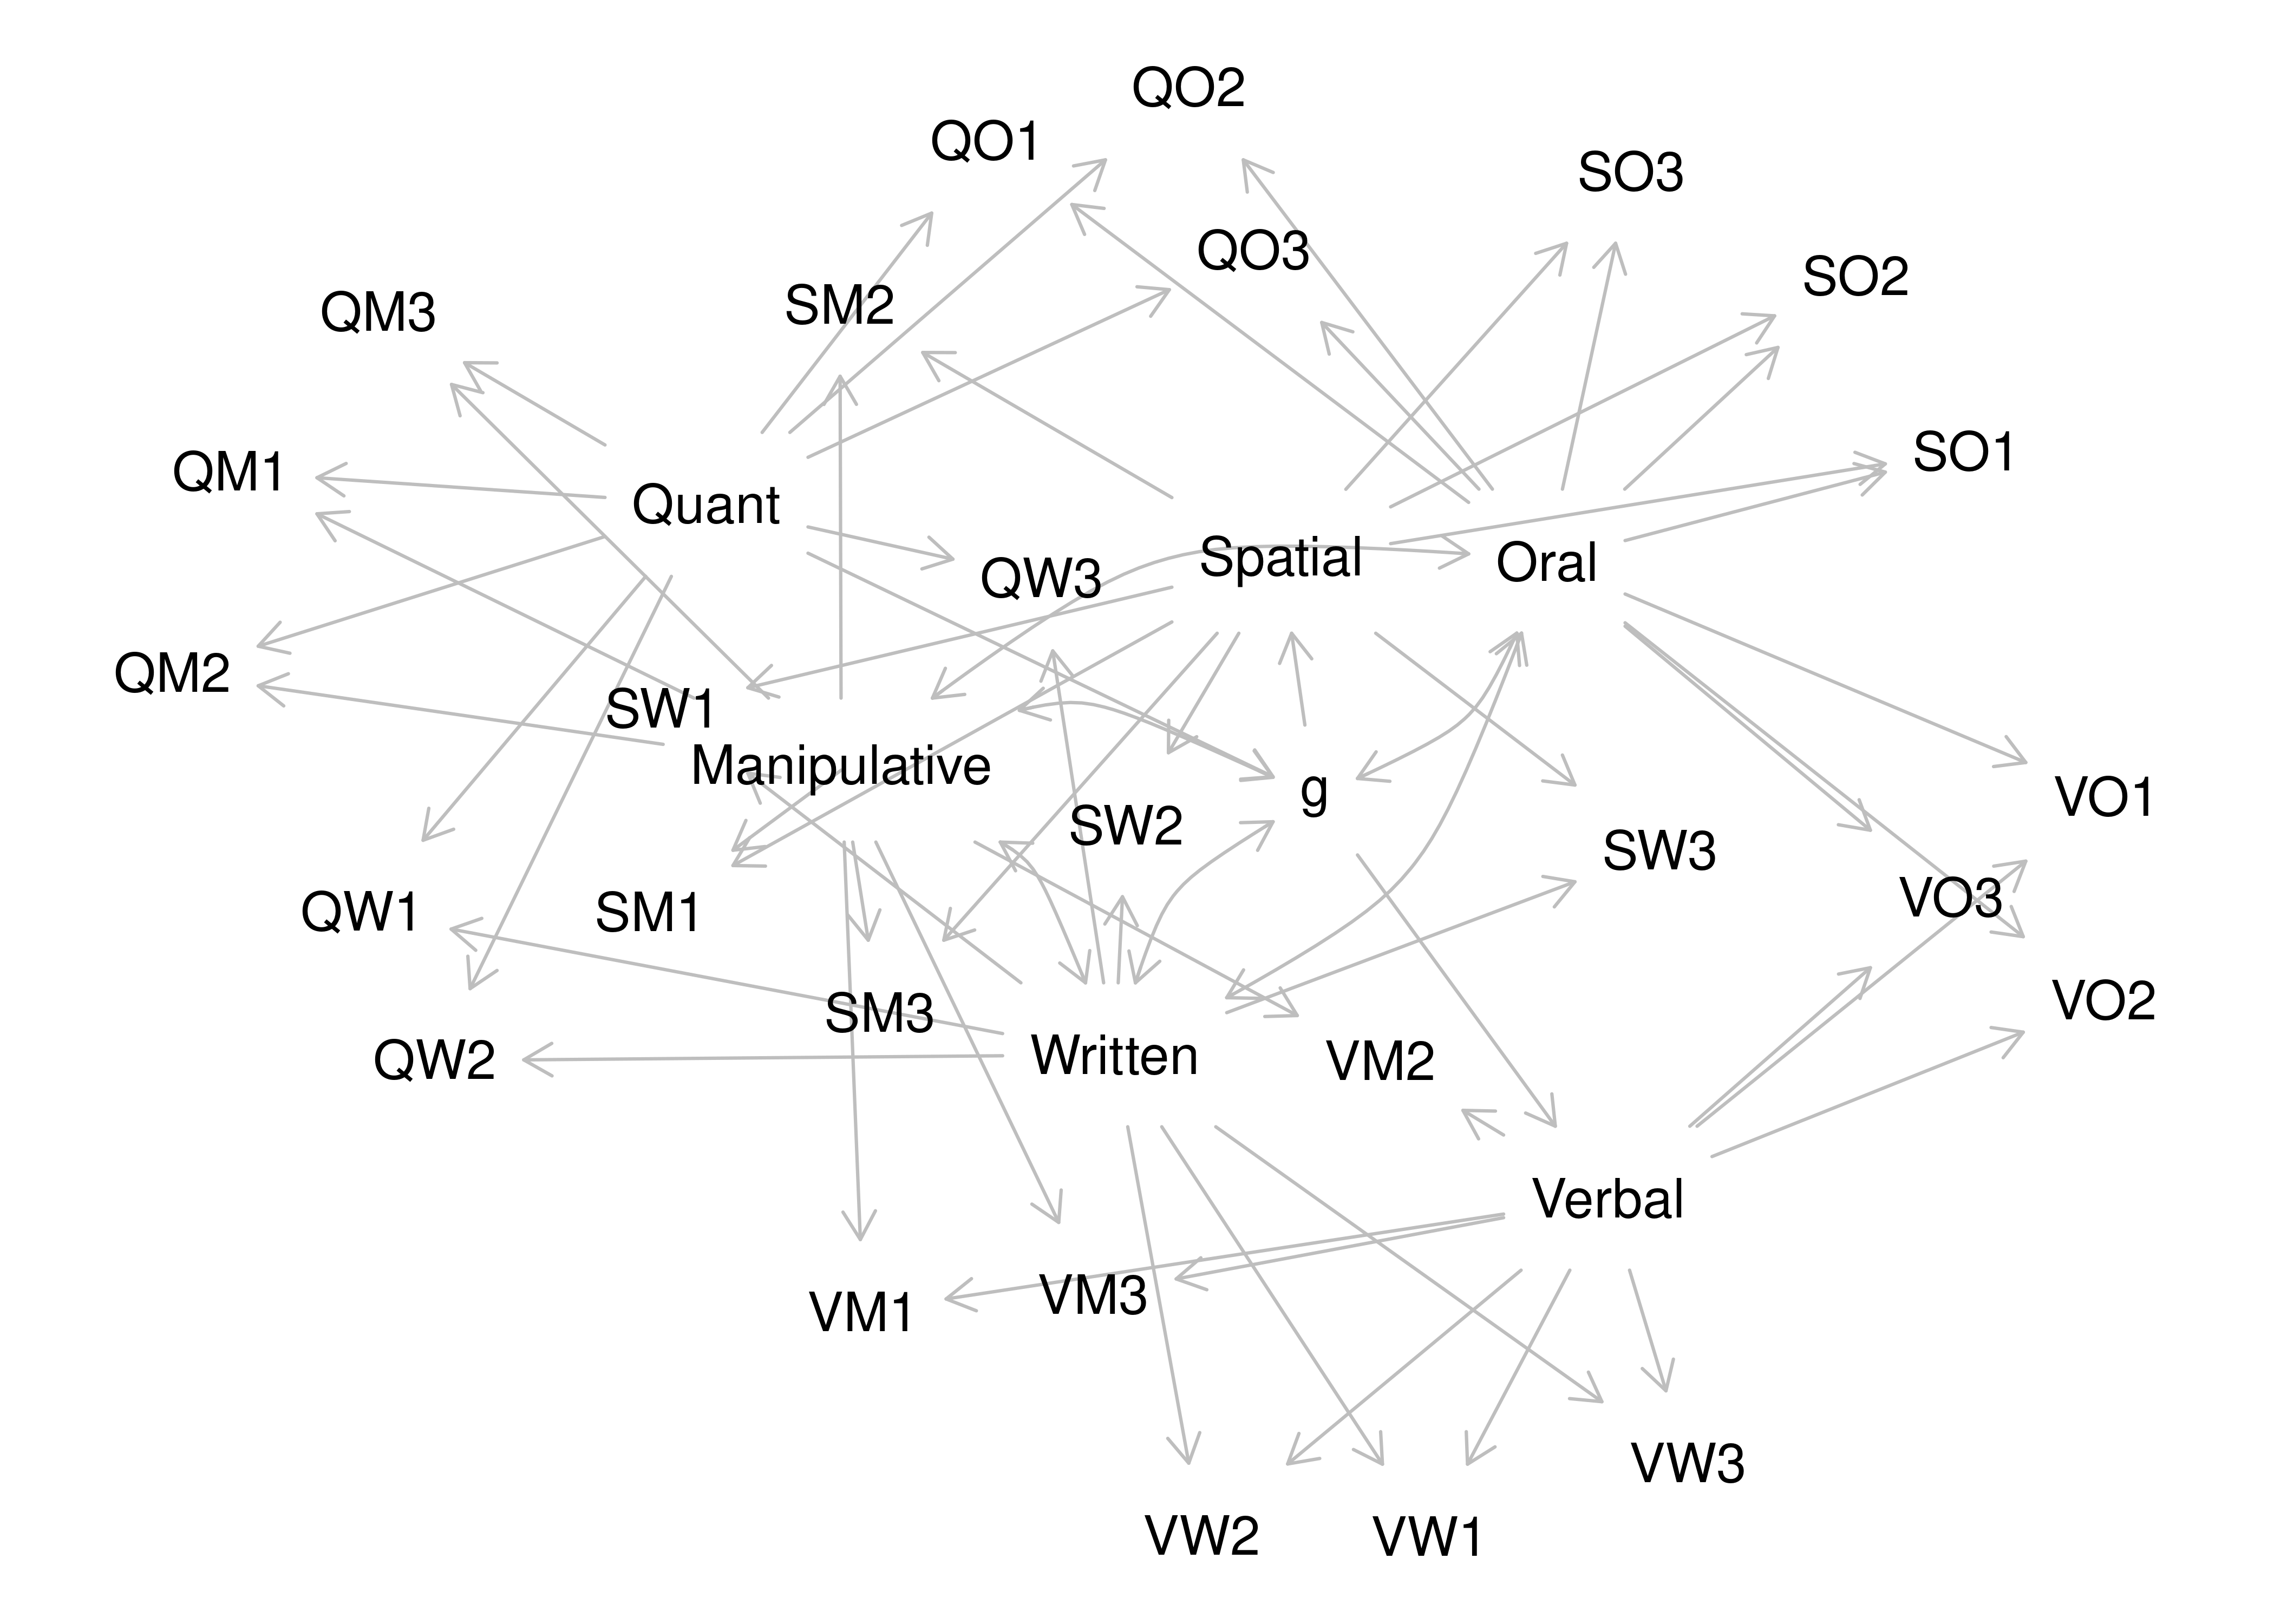 QO2
QO1
SO3
QO3
SO2
SM2
QM3
SO1
QM1
Quant
Spatial
Oral
QW3
QM2
SW1
Manipulative
g
VO1
SW2
SW3
VO3
QW1
SM1
VO2
SM3
Written
QW2
VM2
Verbal
VM3
VM1
VW3
VW2
VW1